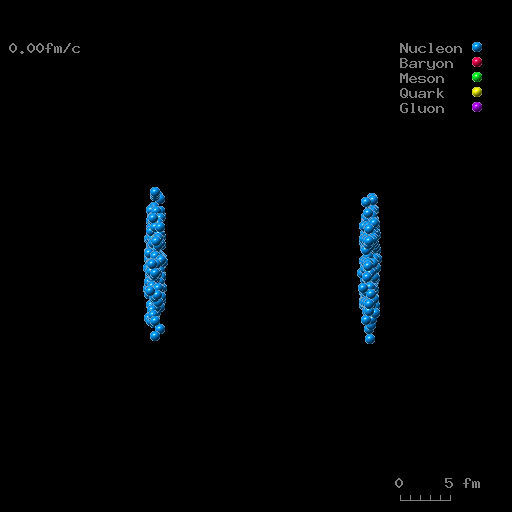 0.00fm/c
Nucleon
Baryon
Meson
Quark
Gluon
0 5 fm